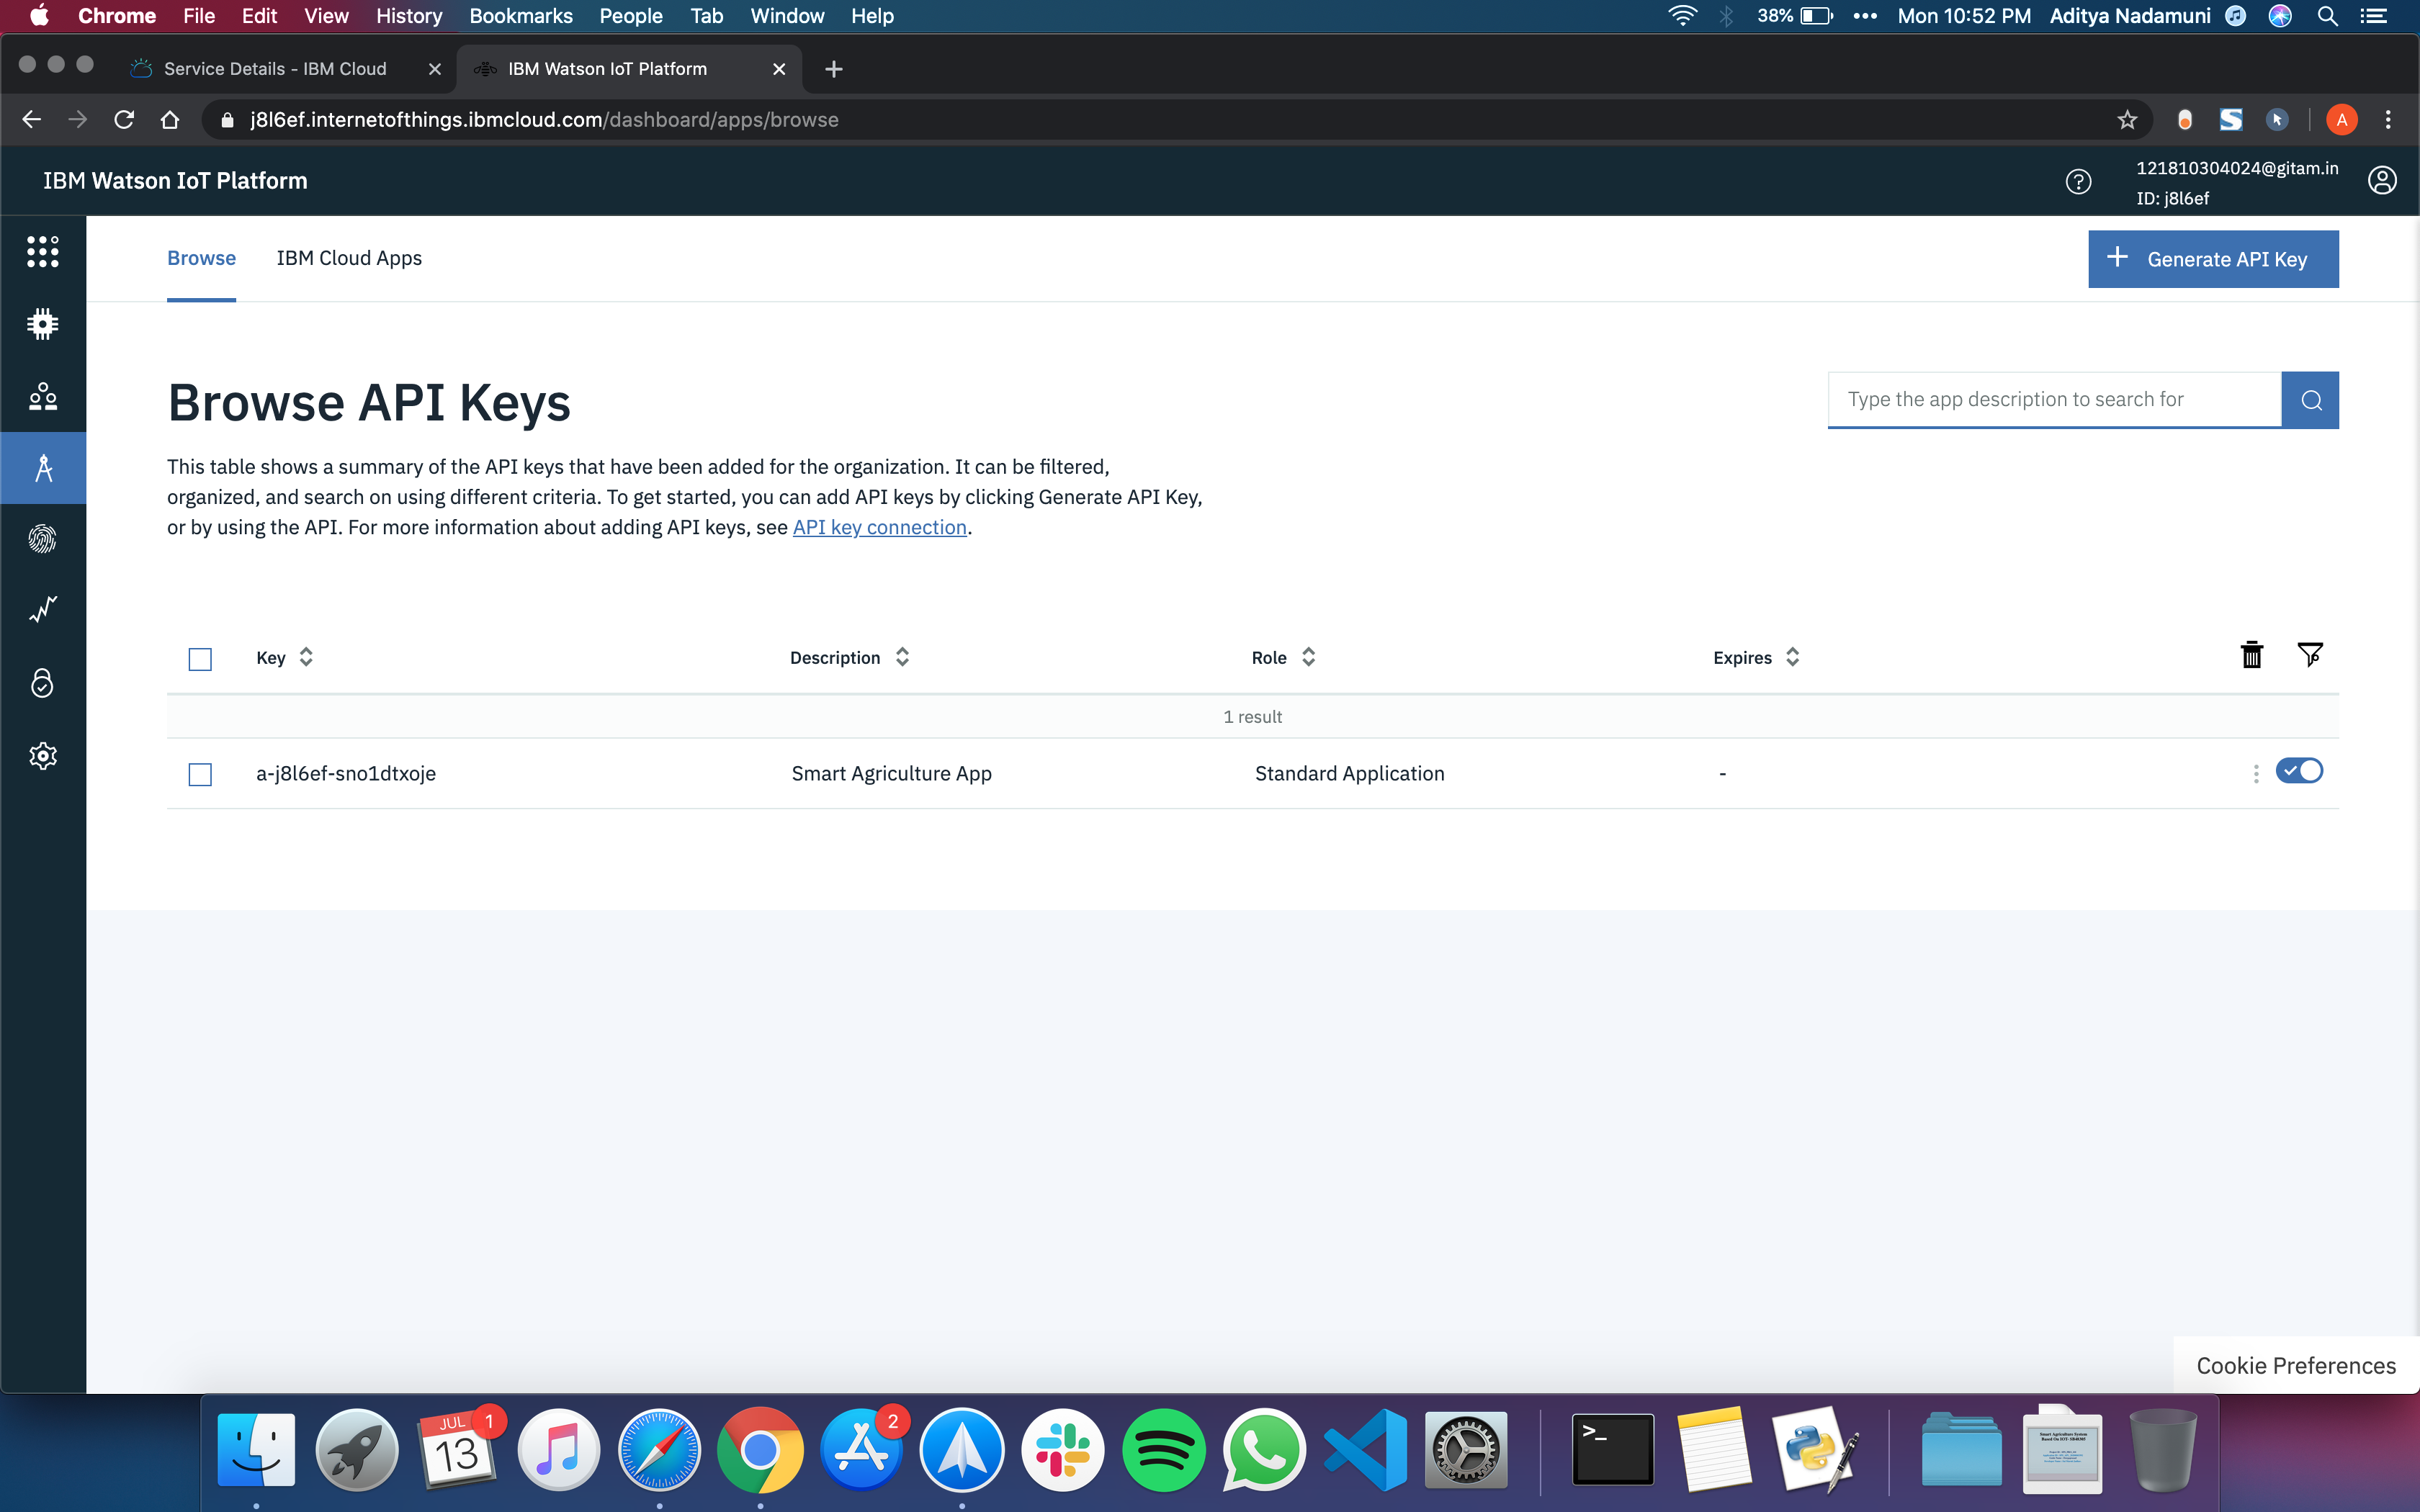 Chrome File Edit View History Bookmarks People Tab Window Help 38% Mon 10:52 PM Aditya Nadamuni
Service Details - IBM Cloud IBM Watson IoT Platform
j8l6ef.internetofthings.ibmcloud.com/dashboard/apps/browse A
IBM Watson IoT Platform
121810304024@gitam.in
ID: j8l6ef
Browse IBM Cloud Apps
Generate API Key
Browse API Keys
Type the app description to search for
This table shows a summary of the API keys that have been added for the organization. It can be filtered,
organized, and search on using different criteria. To get started, you can add API keys by clicking Generate API Key,
or by using the API. For more information about adding API keys, see API key connection.
Key Description Role Expires
1 result
a-j8l6ef-sno1dtxoje Smart Agriculture App Standard Application -
Cookie Preferences
JUL 1
13
2
>_
Smart Agriculture System